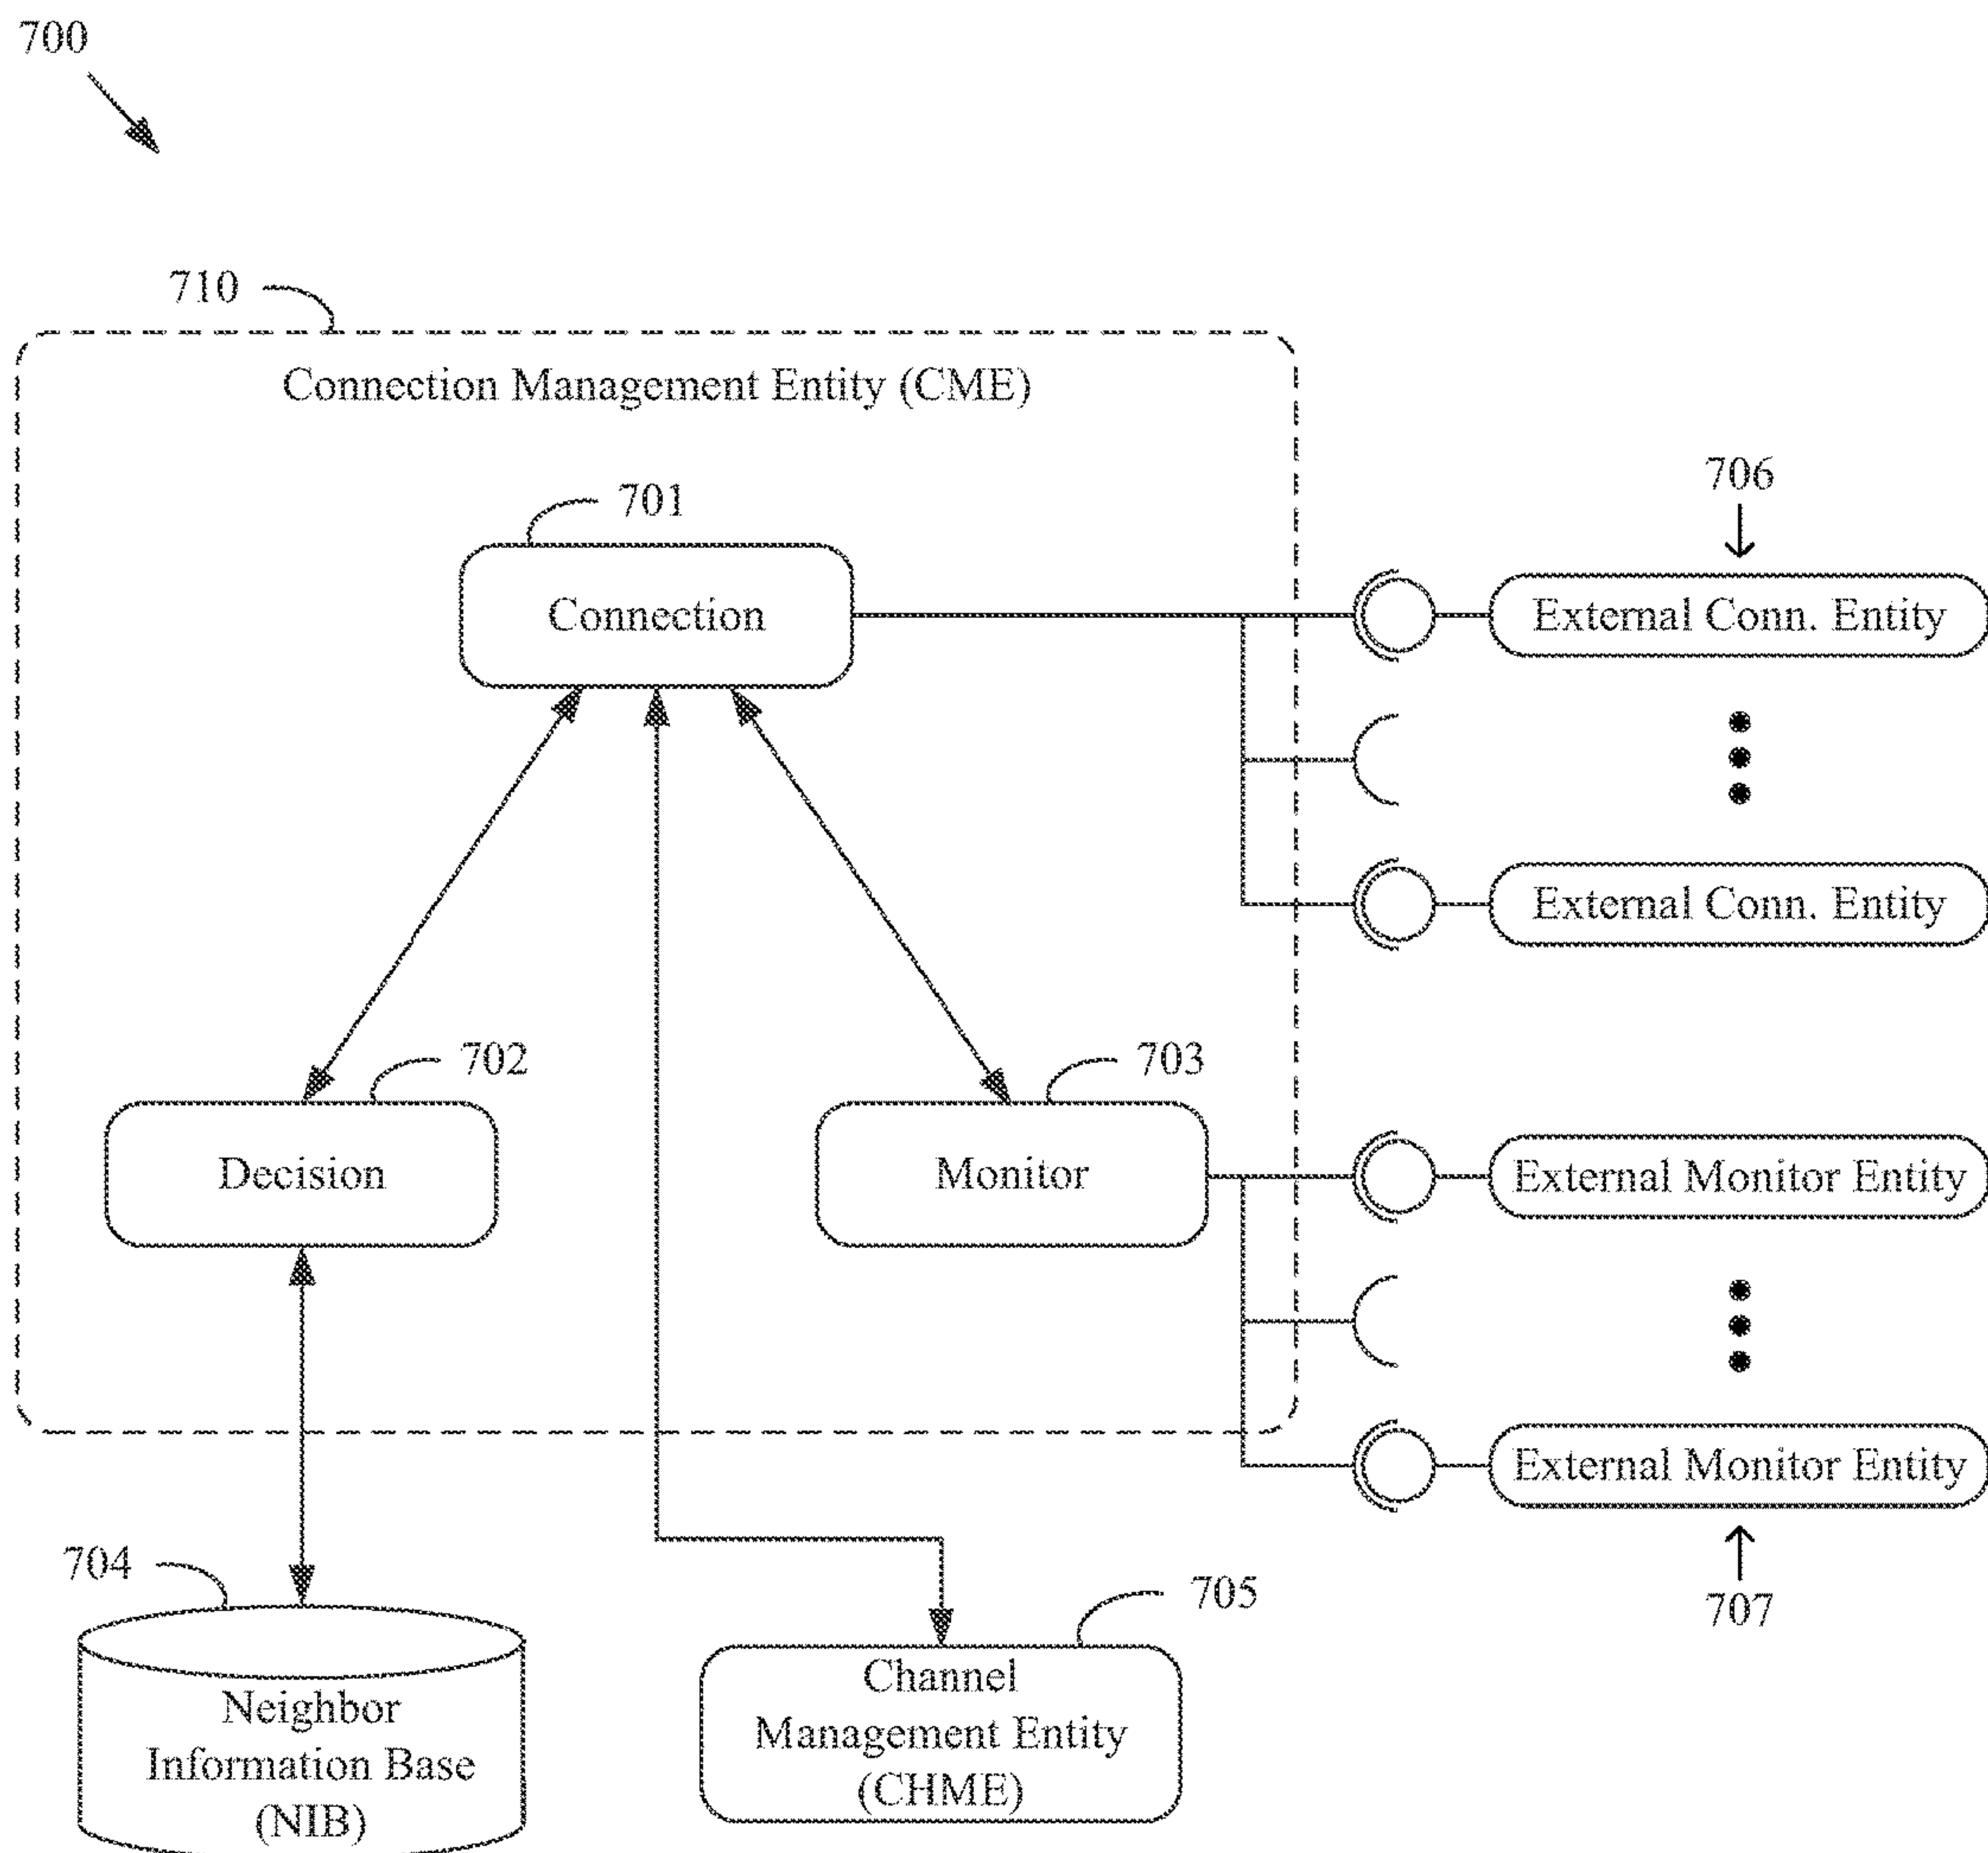 700
710
Connection Management Entity (CME)
701
706
Connection
External Conn. Entity
External Conn. Entity
702
703
Decision
Monitor
External Monitor Entity
External Monitor Entity
704
705
707
Neighbor
Information Base
(NIB)
Channel
Management Entity
(CHME)